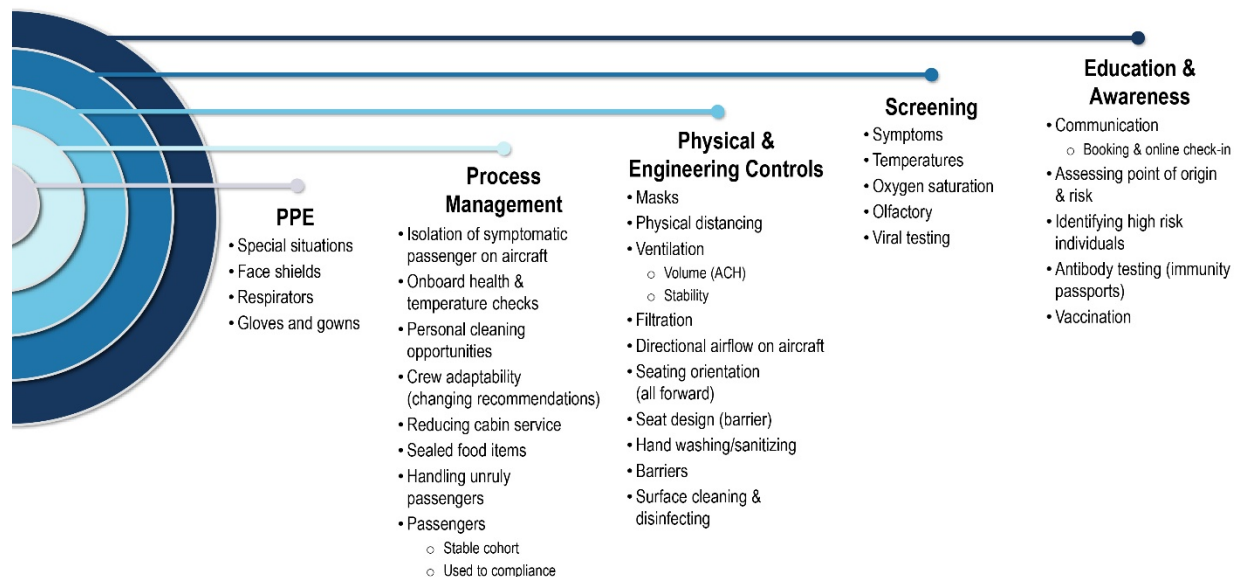 PPE
• Special situations
• Face shields
• Respirators
• Gloves and gowns
Process
Management
• Isolation of symptomatic
passenger on aircraft
• Onboard health &
temperature checks
• Personal cleaning
opportunities
• Crew adaptability
(changing recommendations)
• Reducing cabin service
• Sealed food items
• Handling unruly
passengers
• Passengers
○ Stable cohort
○ Used to compliance
Physical &
Engineering Controls
• Masks
• Physical distancing
• Ventilation
○ Volume (ACH)
○ Stability
• Filtration
• Directional airflow on aircraft
• Seating orientation
(all forward)
• Seat design (barrier)
• Hand washing/sanitizing
• Barriers
• Surface cleaning &
disinfecting
Screening
• Symptoms
• Temperatures
• Oxygen saturation
• Olfactory
• Viral testing
Education &
Awareness
• Communication
○ Booking & online check-in
• Assessing point of origin
& risk
• Identifying high risk
individuals
• Antibody testing (immunity
passports)
• Vaccination